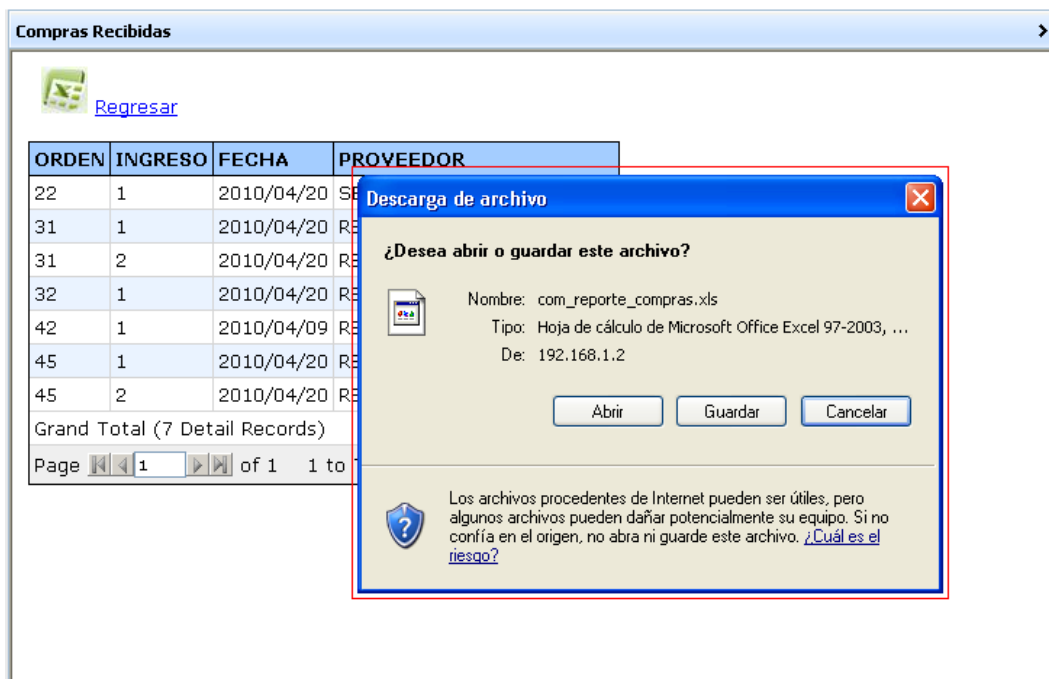 Compras Recibidas
Regresar
ORDEN INGRESO FECHA PROVEEDOR
22 1 2010/04/20
31 1 2010/04/20
31 2 2010/04/20
32 1 2010/04/20
42 1 2010/04/09
45 1 2010/04/20
45 2 2010/04/20
Grand Total (7 Detail Records)
Page 1 of 1 1 to
Descarga de archivo
¿Desea abrir o guardar este archivo?
Nombre: com_reporte_compras.xls
Tipo: Hoja de cálculo de Microsoft Office Excel 97-2003, ...
De: 192.168.1.2
Abrir Guardar Cancelar
Los archivos procedentes de Internet pueden ser útiles, pero
algunos archivos pueden dañar potencialmente su equipo. Si no
confía en el origen, no abra ni guarde este archivo. ¿Cuál es el
riesgo?